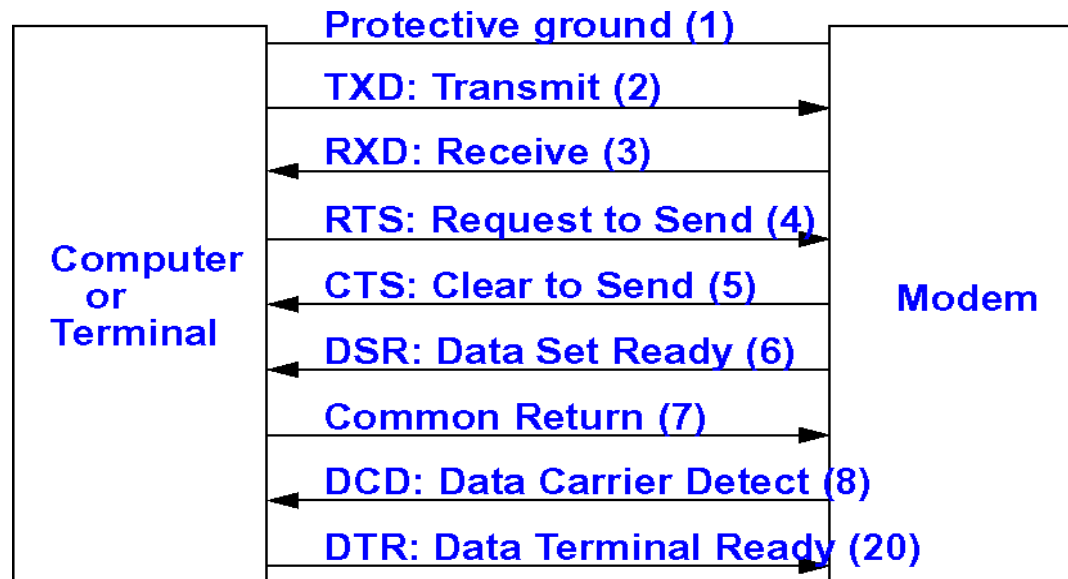 Protective ground (1)
TXD: Transmit (2)
RXD: Receive (3)
RTS: Request to Send (4)
Computer
or
Terminal
CTS: Clear to Send (5)
Modem
DSR: Data Set Ready (6)
Common Return (7)
DCD: Data Carrier Detect (8)
DTR: Data Terminal Ready (20)